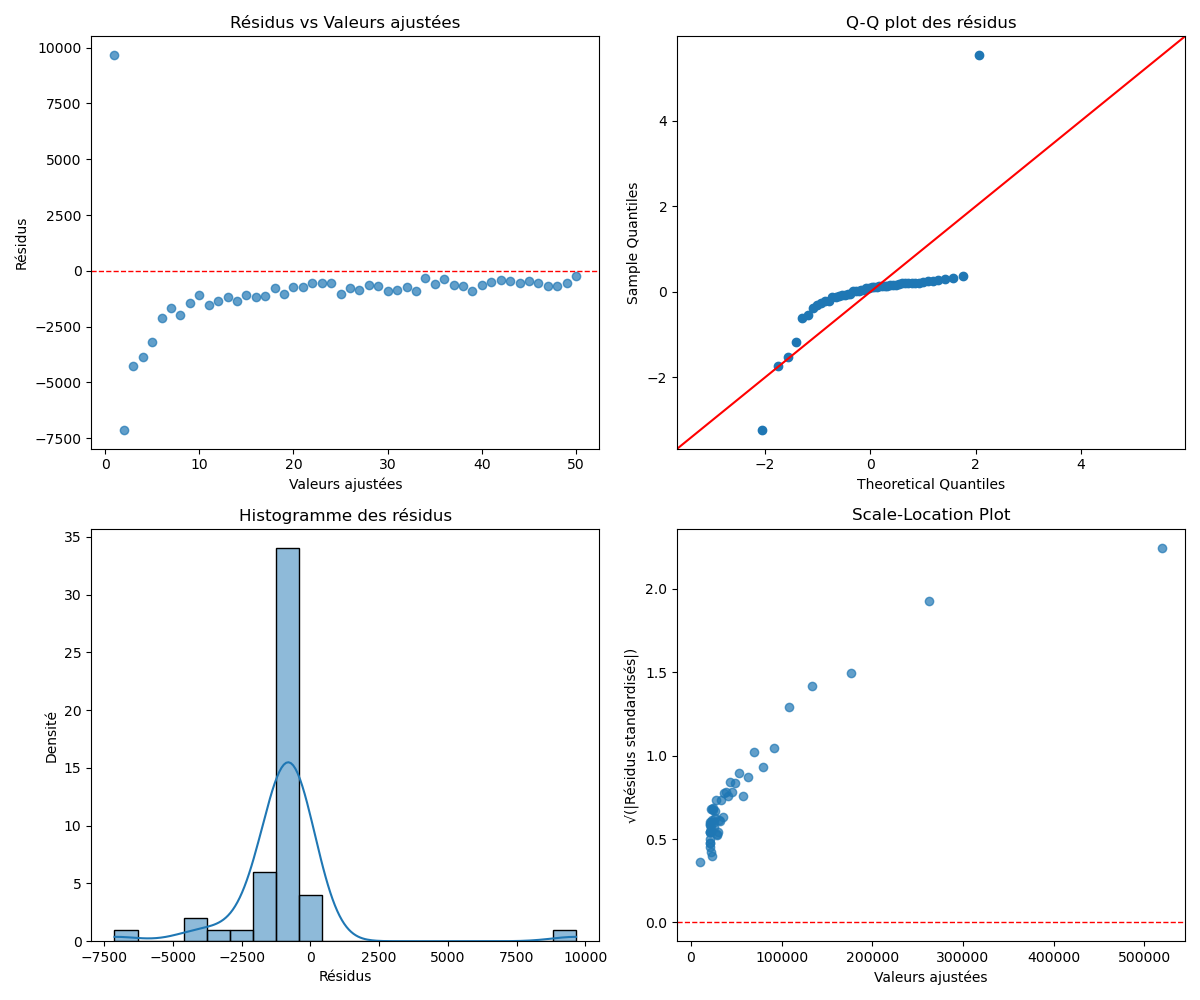 Résidus vs Valeurs ajustées
10000
7500
5000
2500
0
−2500
−5000
−7500
Résidus
0 10 20 30 40 50
Valeurs ajustées
Q-Q plot des résidus
4
2
0
−2
Sample Quantiles
−2 0 2 4
Theoretical Quantiles
Histogramme des résidus
35
30
25
20
15
10
5
0
Densité
−7500 −5000 −2500 0 2500 5000 7500 10000
Résidus
Scale-Location Plot
2.0
1.5
1.0
0.5
0.0
√(|Résidus standardisés|)
0 100000 200000 300000 400000 500000
Valeurs ajustées